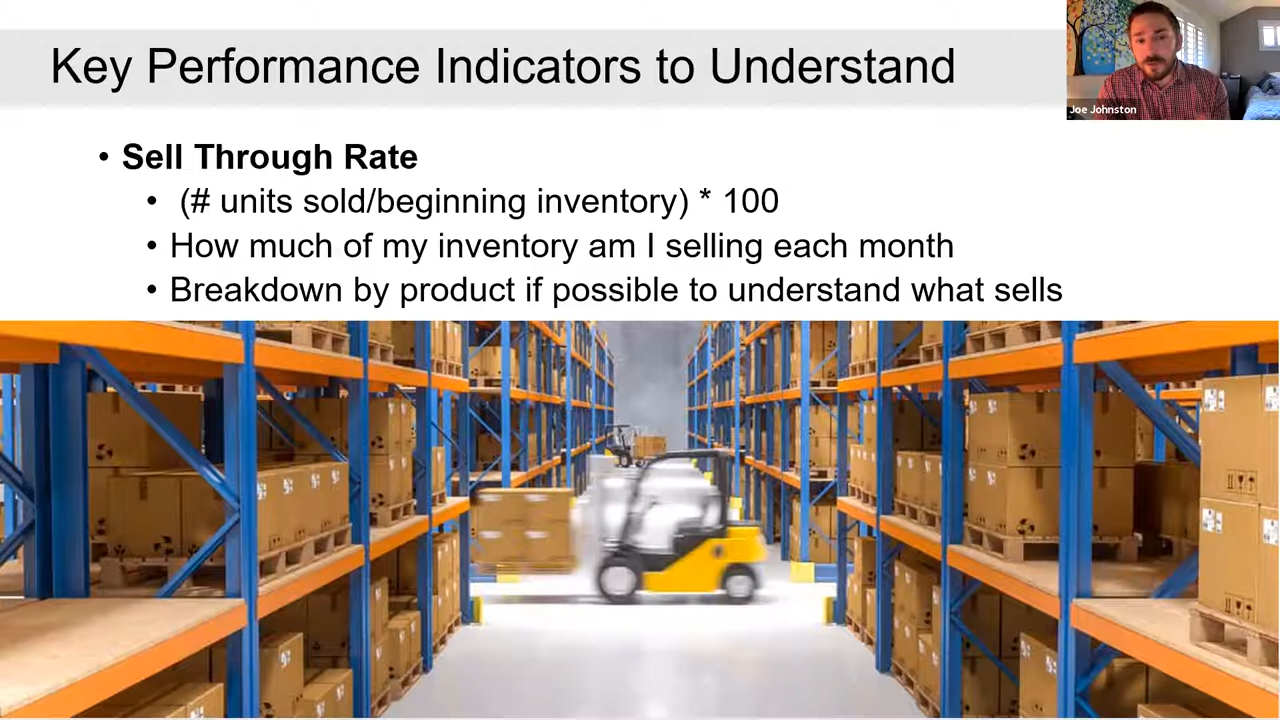 Key Performance Indicators to Understand
Joe Johnston
• Sell Through Rate
• (# units sold/beginning inventory) * 100
• How much of my inventory am I selling each month
• Breakdown by product if possible to understand what sells